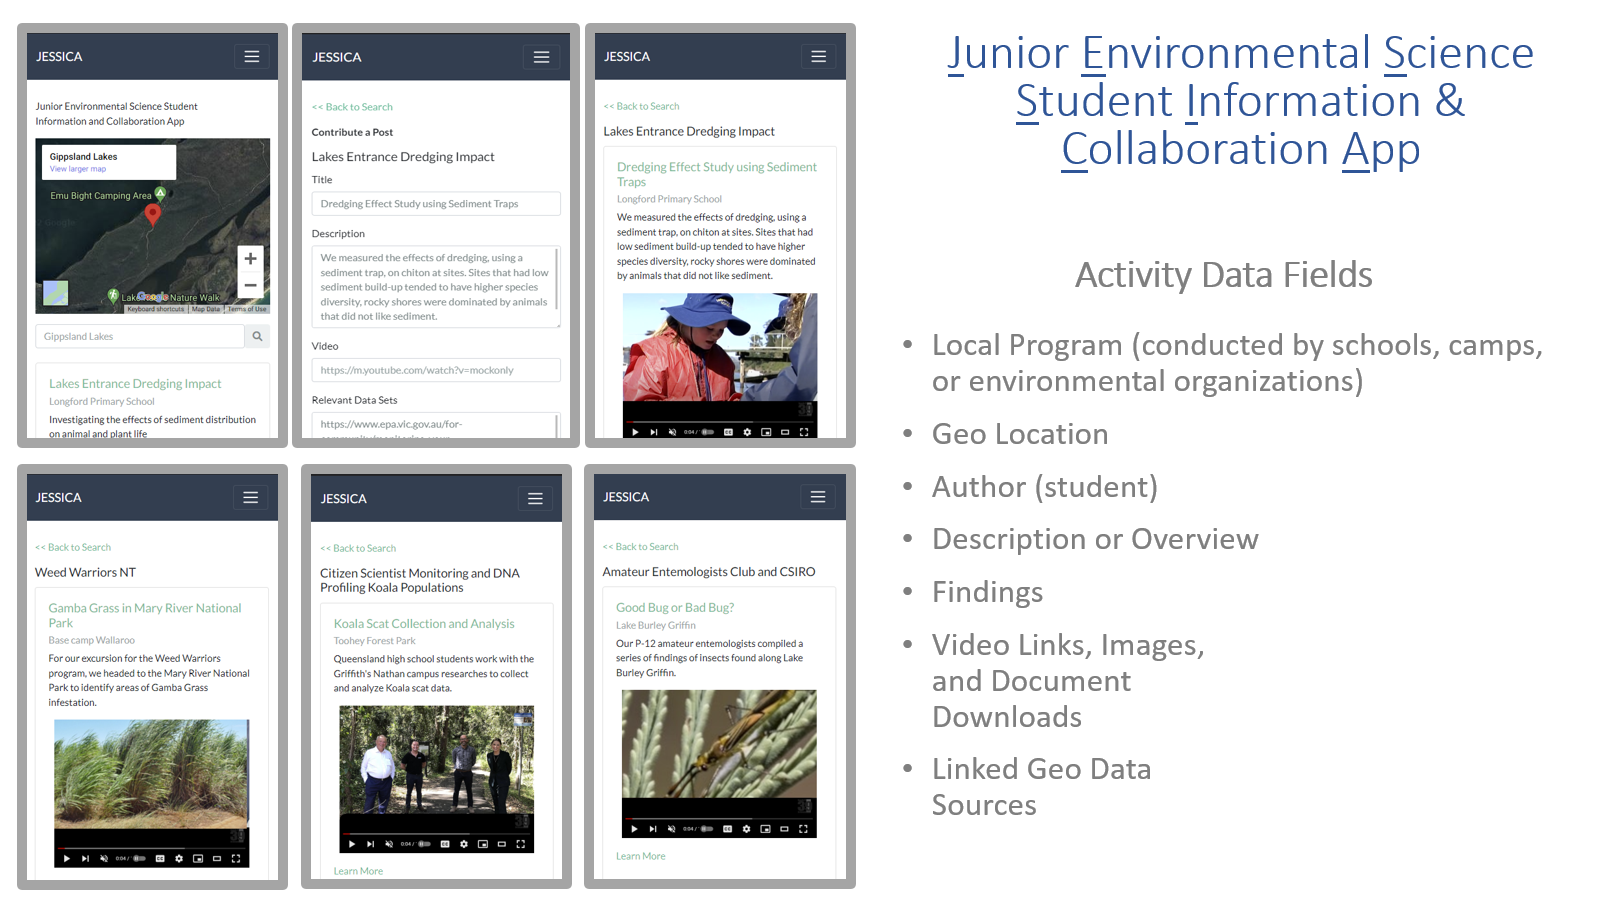 JESSICA
Junior Environmental Science Student
Information and Collaboration App
Gippsland Lakes
View larger map
Emu Bight Camping Area
Google
Nature Walk
Keyboard shortcuts
Map Data
Terms of Use
Gippsland Lakes
Lakes Entrance Dredging Impact
Longford Primary School
Investigating the effects of sediment distribution
on animal and plant life
JESSICA
<< Back to Search
Contribute a Post
Lakes Entrance Dredging Impact
Title
Dredging Effect Study using Sediment Traps
Description
We measured the effects of dredging, using a
sediment trap, on chiton at sites. Sites that had low
sediment build-up tended to have higher species
diversity, rocky shores were dominated by animals
that did not like sediment.
Video
https://m.youtube.com/watch?v=mockonly
Relevant Data Sets
https://www.epa.vic.gov.au/for-
JESSICA
<< Back to Search
Lakes Entrance Dredging Impact
Dredging Effect Study using Sediment
Traps
Longford Primary School
We measured the effects of dredging, using a
sediment trap, on chiton at sites. Sites that had
low sediment build-up tended to have higher
species diversity, rocky shores were dominated
by animals that did not like sediment.
0:04 /
JESSICA
<< Back to Search
Weed Warriors NT
Gamba Grass in Mary River National
Park
Base camp Wallaroo
For our excursion for the Weed Warriors
program, we headed to the Mary River National
Park to identify areas of Gamba Grass
infestation.
0:04 /
JESSICA
<< Back to Search
Citizen Scientist Monitoring and DNA
Profiling Koala Populations
Koala Scat Collection and Analysis
Toohey Forest Park
Queensland high school students work with the
Griffith's Nathan campus researches to collect
and analyze Koala scat data.
0:04 /
Learn More
JESSICA
<< Back to Search
Amateur Entemologists Club and CSIRO
Good Bug or Bad Bug?
Lake Burley Griffin
Our P-12 amateur entemologists compiled a
series of findings of insects found along Lake
Burley Griffin.
0:04 /
Learn More
Junior Environmental Science
Student Information &
Collaboration App
Activity Data Fields
• Local Program (conducted by schools, camps,
or environmental organizations)
• Geo Location
• Author (student)
• Description or Overview
• Findings
• Video Links, Images,
and Document
Downloads
• Linked Geo Data
Sources